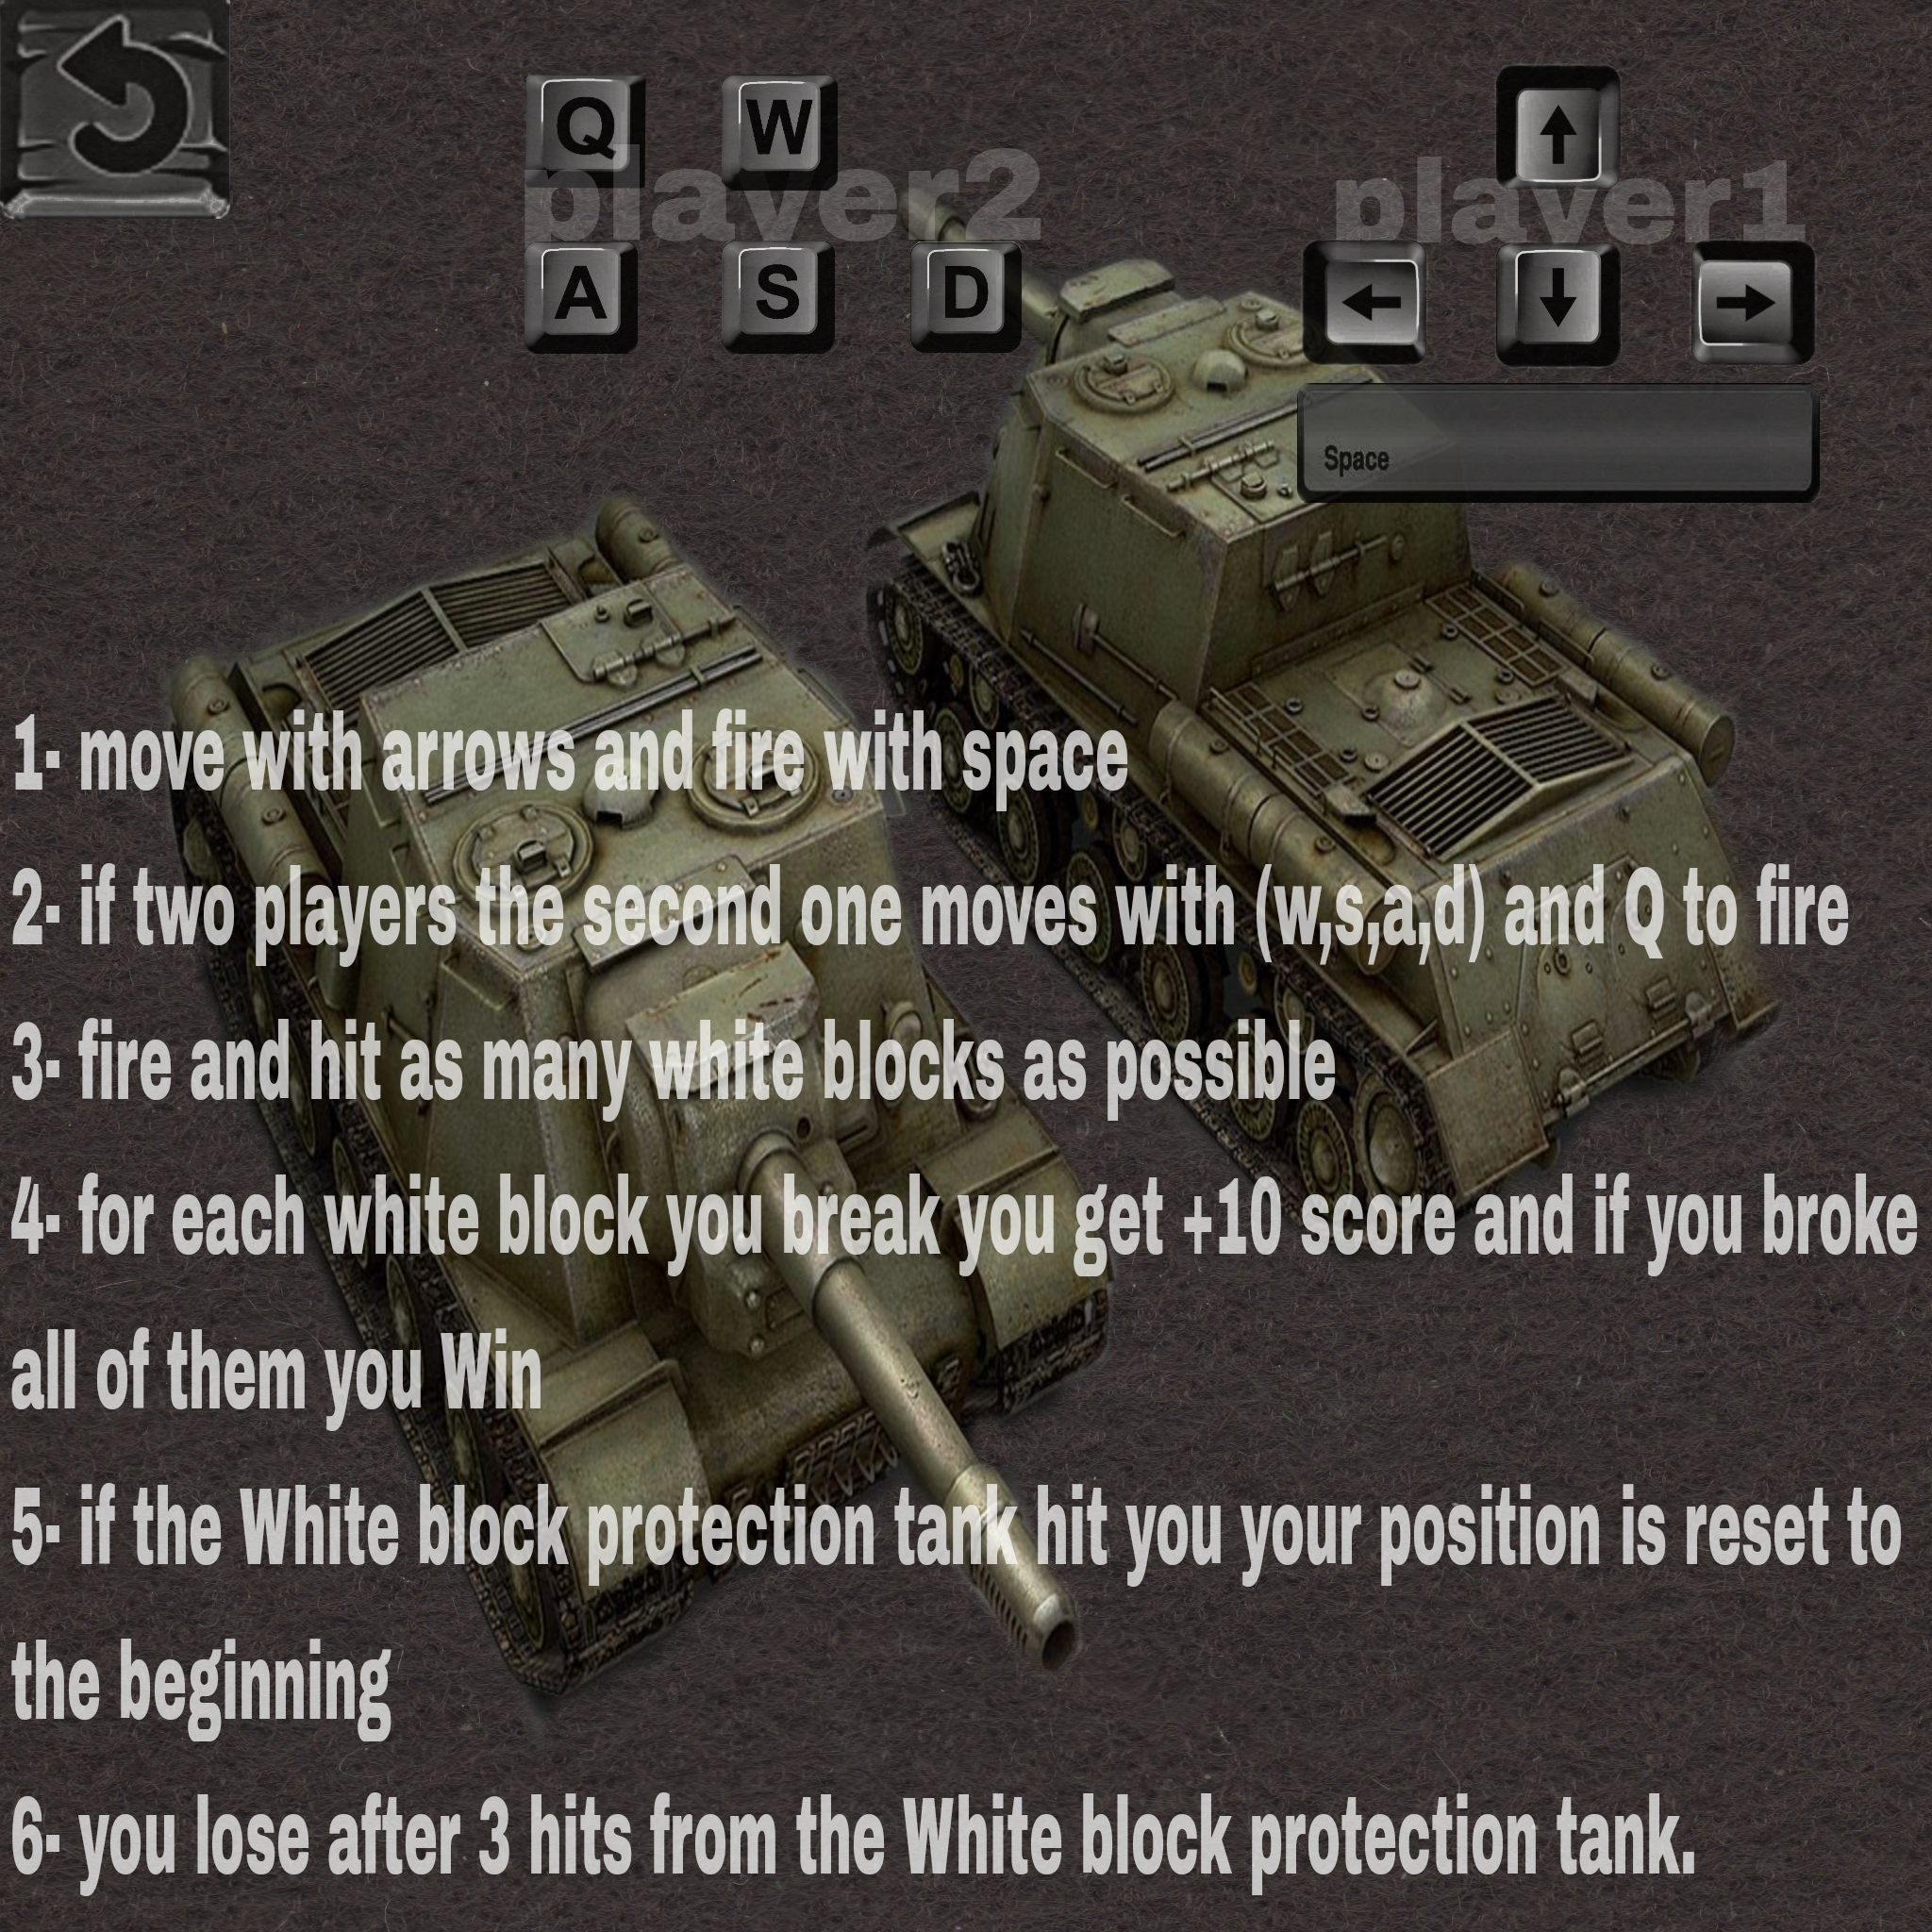 Q W
player2 player1
A S D
Space
1- move with arrows and fire with space
2- if two players the second one moves with (w,s,a,d) and Q to fire
3- fire and hit as many white blocks as possible
4- for each white block you break you get +10 score and if you broke
all of them you Win
5- if the White block protection tank hit you your position is reset to
the beginning
6- you lose after 3 hits from the White block protection tank.